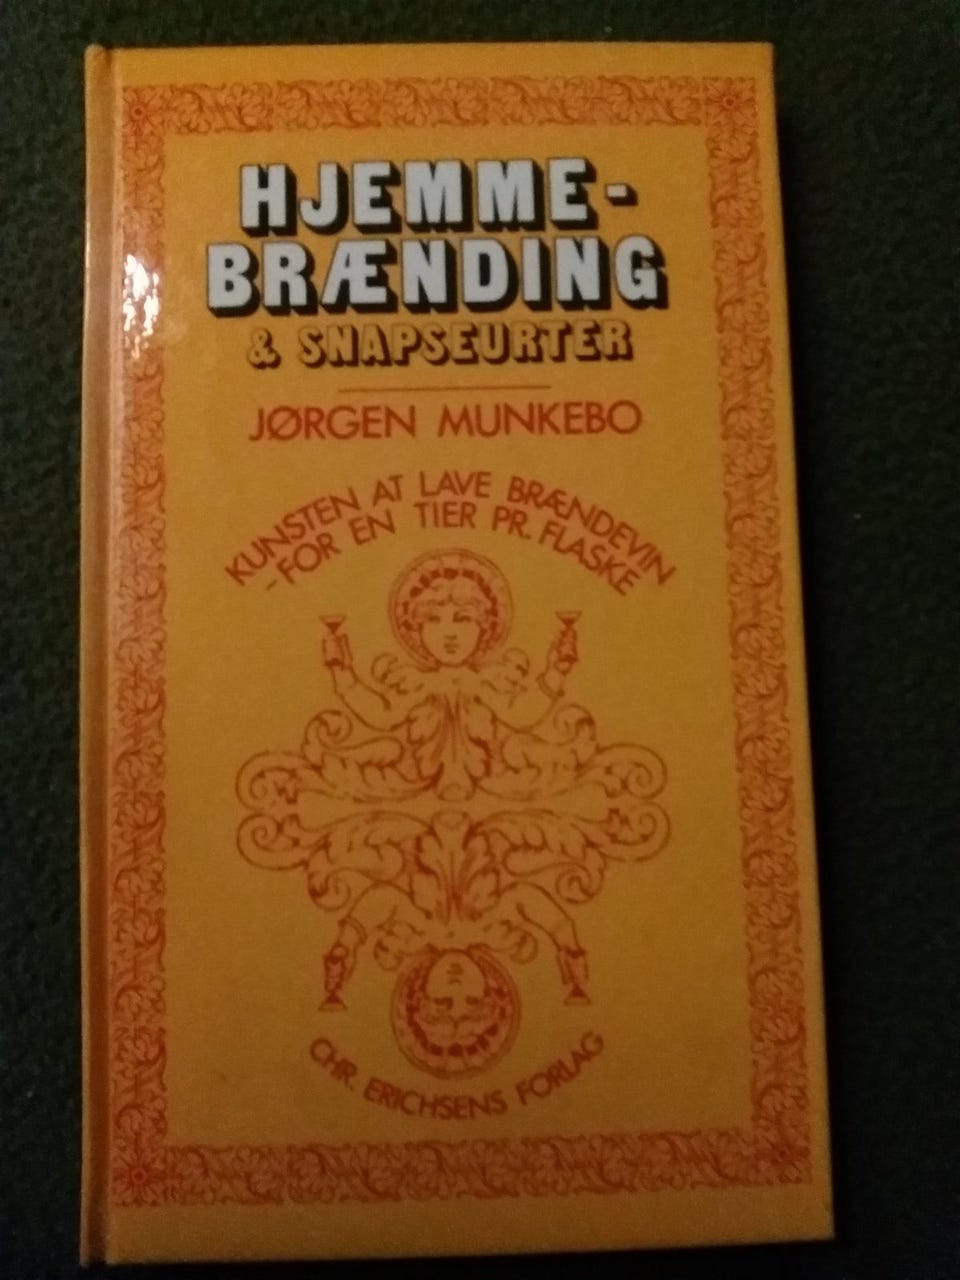 HJEMME-
BRÆNDING
& SNAPSEURTER
JØRGEN MUNKEBO
KUNSTEN AT LAVE BRÆNDEVIN
- FOR EN TIER PR. FLASKE
CHR. ERICHSENS FORLAG